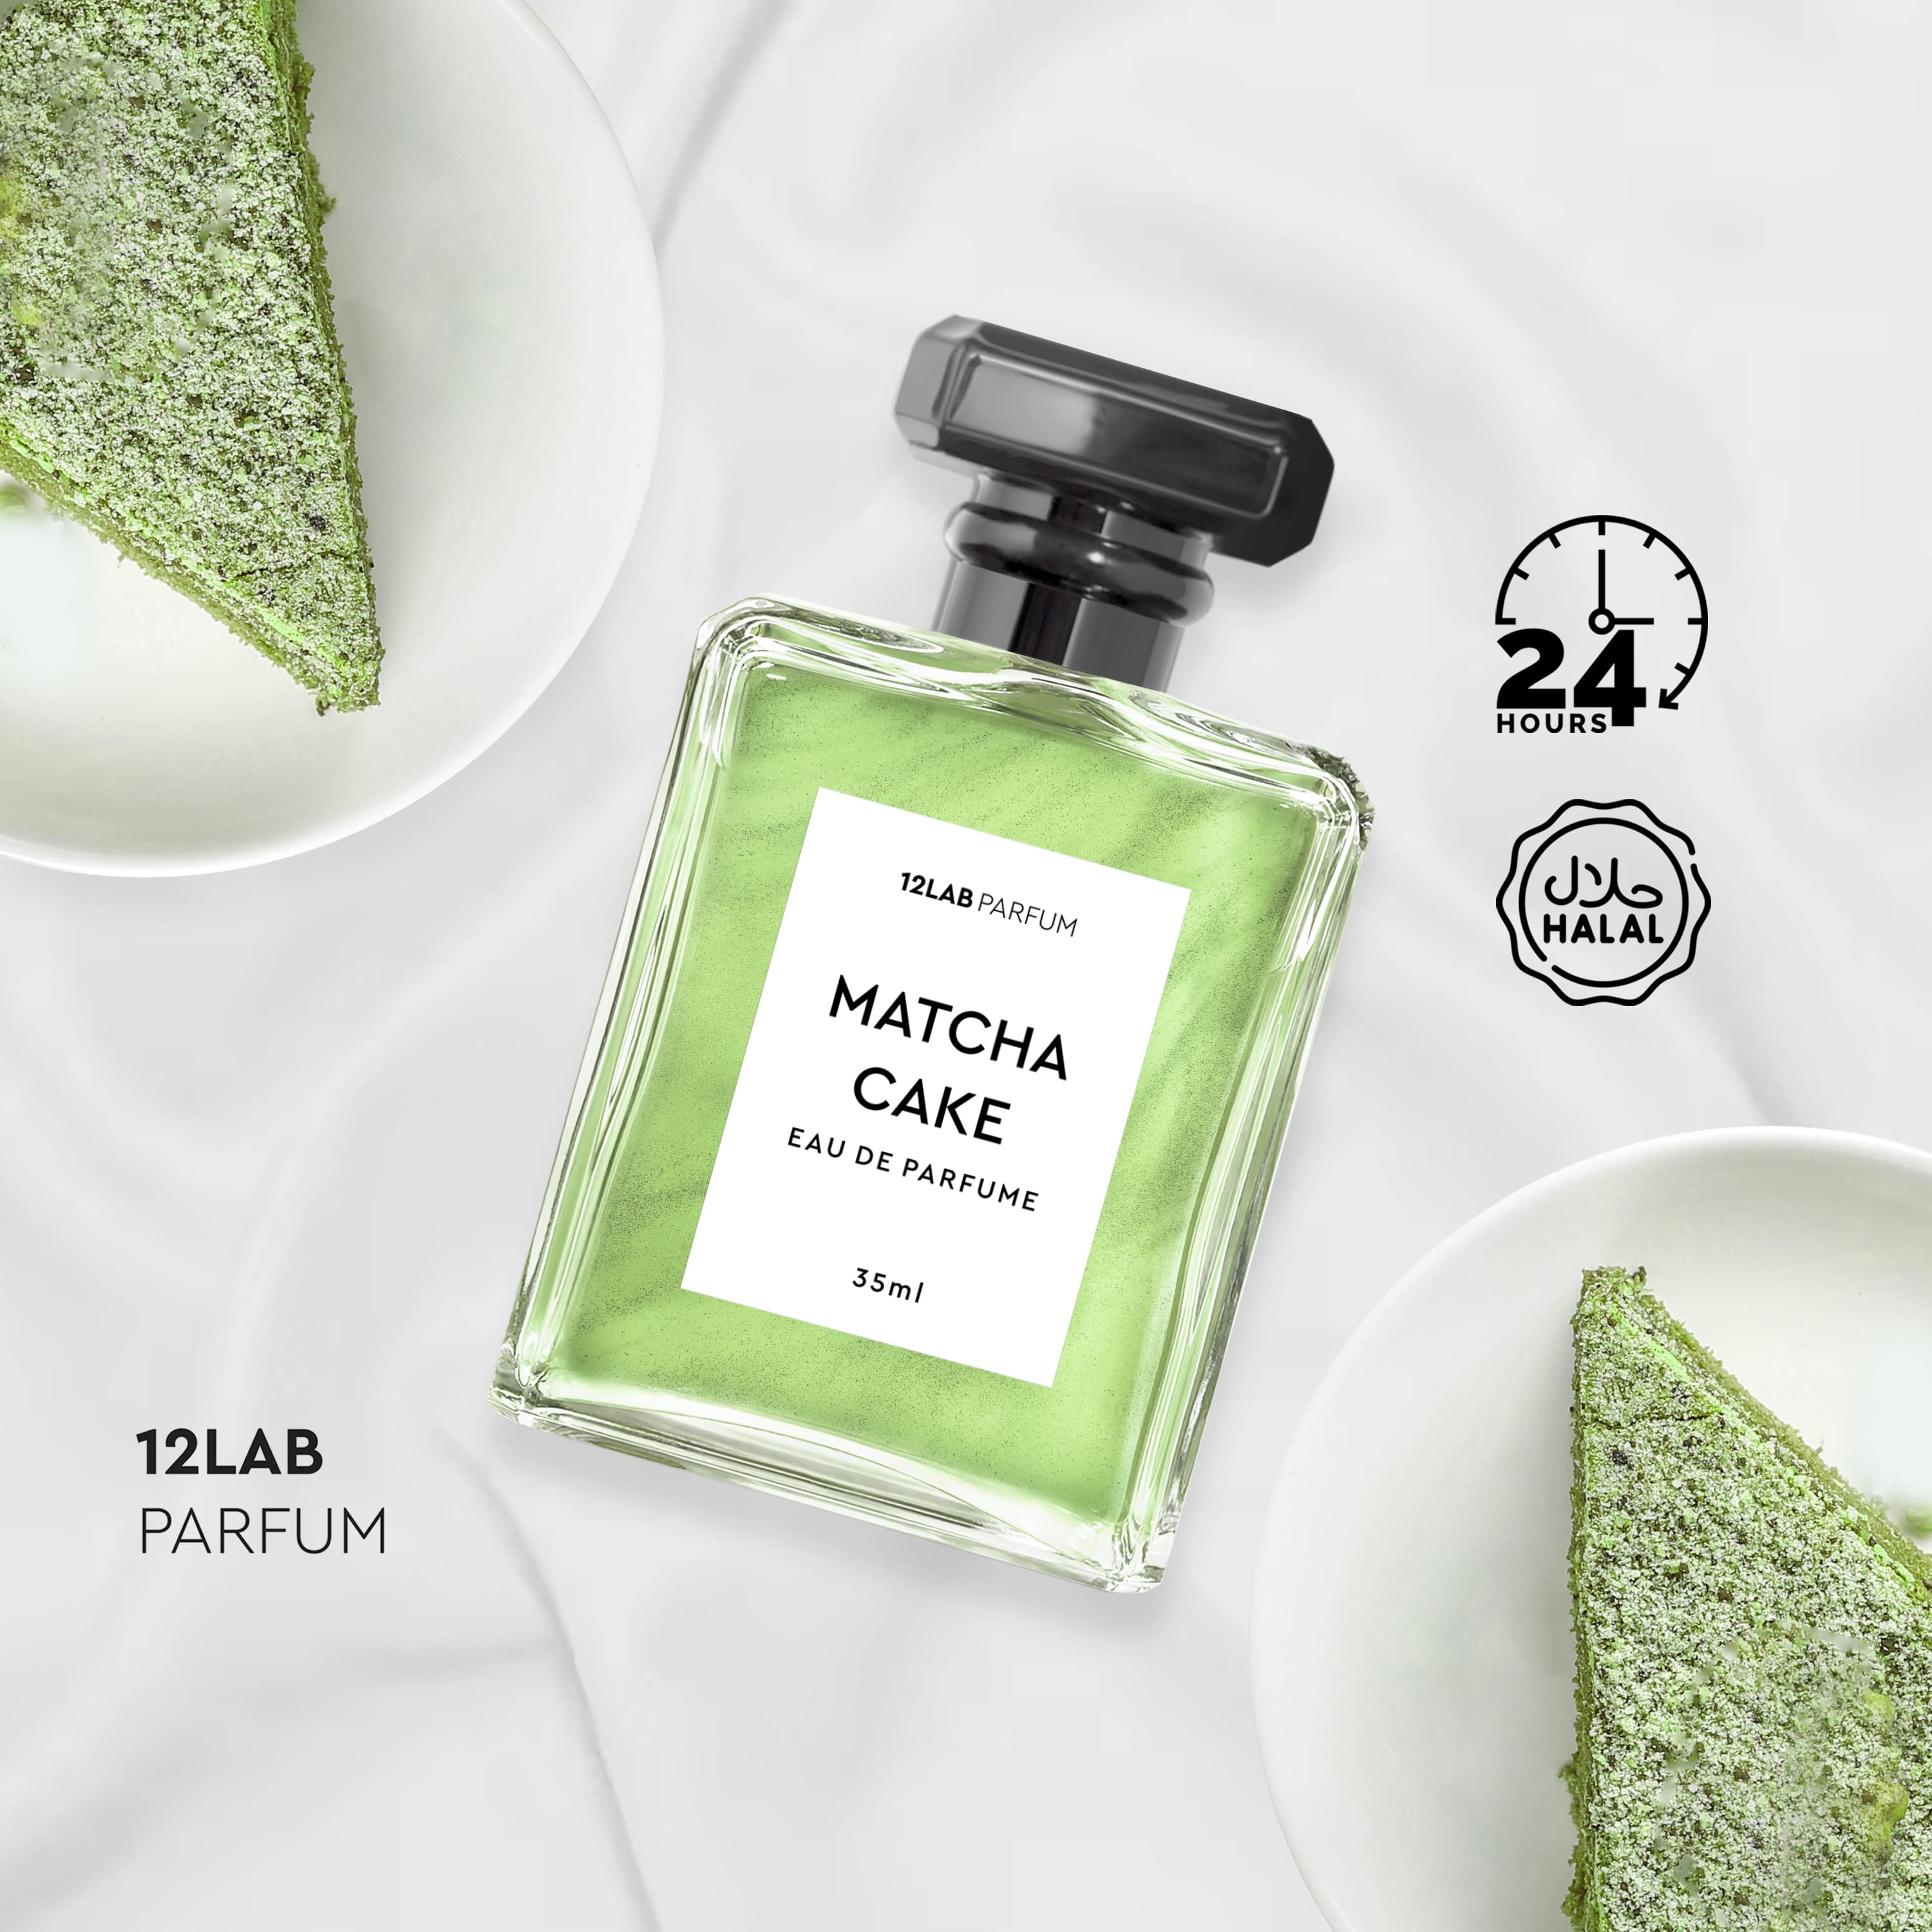 24
HOURS
حلال
HALAL
12LAB PARFUM
MATCHA
CAKE
EAU DE PARFUME
35ml
12LAB
PARFUM